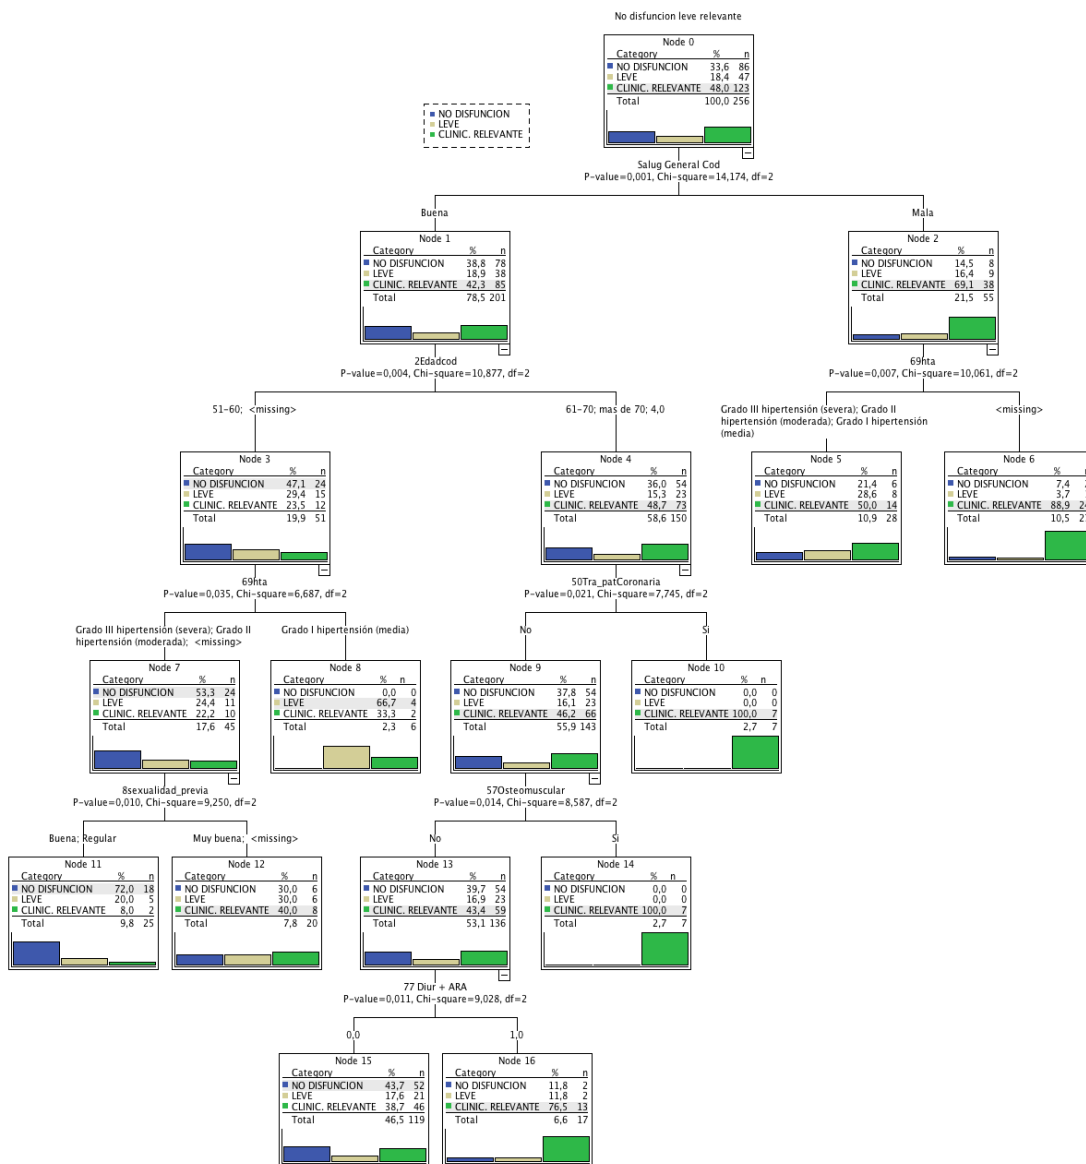 No disfuncion leve relevante
Node 0
Category % n
NO DISFUNCION 33,6 86
LEVE 18,4 47
CLINIC. RELEVANTE 48,0 123
Total 100,0 256
NO DISFUNCION
LEVE
CLINIC. RELEVANTE
Salug General Cod
P-value=0,001, Chi-square=14,174, df=2
Buena
Mala
Node 1
Category % n
NO DISFUNCION 38,8 78
LEVE 18,9 38
CLINIC. RELEVANTE 42,3 85
Total 78,5 201
Node 2
Category % n
NO DISFUNCION 14,5 8
LEVE 16,4 9
CLINIC. RELEVANTE 69,1 38
Total 21,5 55
2Edadcod
P-value=0,004, Chi-square=10,877, df=2
69hta
P-value=0,007, Chi-square=10,061, df=2
51-60; <missing>
61-70; mas de 70; 4,0
Grado III hipertensión (severa); Grado II
hipertensión (moderada); Grado I hipertensión
(media)
<missing>
Node 3
Category % n
NO DISFUNCION 47,1 24
LEVE 29,4 15
CLINIC. RELEVANTE 23,5 12
Total 19,9 51
Node 4
Category % n
NO DISFUNCION 36,0 54
LEVE 15,3 23
CLINIC. RELEVANTE 48,7 73
Total 58,6 150
Node 5
Category % n
NO DISFUNCION 21,4 6
LEVE 28,6 8
CLINIC. RELEVANTE 50,0 14
Total 10,9 28
Node 6
Category %
NO DISFUNCION 7,4
LEVE 3,7
CLINIC. RELEVANTE 88,9
Total 10,5
69hta
P-value=0,035, Chi-square=6,687, df=2
50Tra_patCoronaria
P-value=0,021, Chi-square=7,745, df=2
Grado III hipertensión (severa); Grado II
hipertensión (moderada); <missing>
Grado I hipertensión (media)
No
Si
Node 7
Category % n
NO DISFUNCION 53,3 24
LEVE 24,4 11
CLINIC. RELEVANTE 22,2 10
Total 17,6 45
Node 8
Category % n
NO DISFUNCION 0,0 0
LEVE 66,7 4
CLINIC. RELEVANTE 33,3 2
Total 2,3 6
Node 9
Category % n
NO DISFUNCION 37,8 54
LEVE 16,1 23
CLINIC. RELEVANTE 46,2 66
Total 55,9 143
Node 10
Category % n
NO DISFUNCION 0,0 0
LEVE 0,0 0
CLINIC. RELEVANTE 100,0 7
Total 2,7 7
8sexualidad_previa
P-value=0,010, Chi-square=9,250, df=2
57Osteomuscular
P-value=0,014, Chi-square=8,587, df=2
Buena; Regular
Muy buena; <missing>
No
Si
Node 11
Category % n
NO DISFUNCION 72,0 18
LEVE 20,0 5
CLINIC. RELEVANTE 8,0 2
Total 9,8 25
Node 12
Category % n
NO DISFUNCION 30,0 6
LEVE 30,0 6
CLINIC. RELEVANTE 40,0 8
Total 7,8 20
Node 13
Category % n
NO DISFUNCION 39,7 54
LEVE 16,9 23
CLINIC. RELEVANTE 43,4 59
Total 53,1 136
Node 14
Category % n
NO DISFUNCION 0,0 0
LEVE 0,0 0
CLINIC. RELEVANTE 100,0 7
Total 2,7 7
77 Diur + ARA
P-value=0,011, Chi-square=9,028, df=2
0,0
1,0
Node 15
Category % n
NO DISFUNCION 43,7 52
LEVE 17,6 21
CLINIC. RELEVANTE 38,7 46
Total 46,5 119
Node 16
Category % n
NO DISFUNCION 11,8 2
LEVE 11,8 2
CLINIC. RELEVANTE 76,5 13
Total 6,6 17